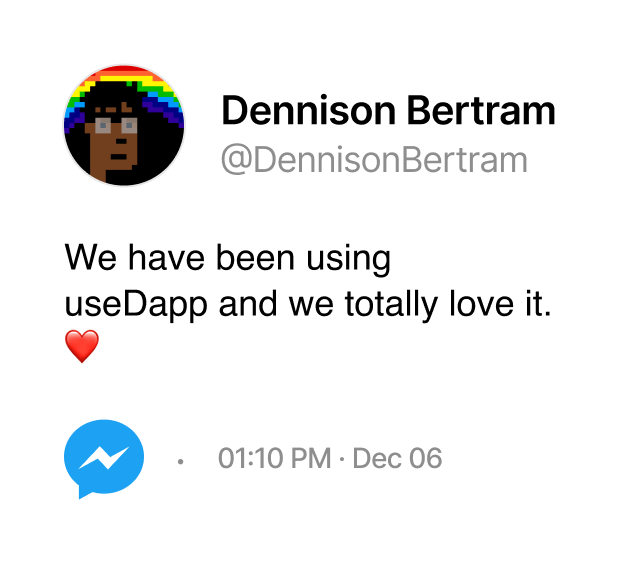 Dennison Bertram
@DennisonBertram
We have been using
useDapp and we totally love it.
❤️
· 01:10 PM · Dec 06